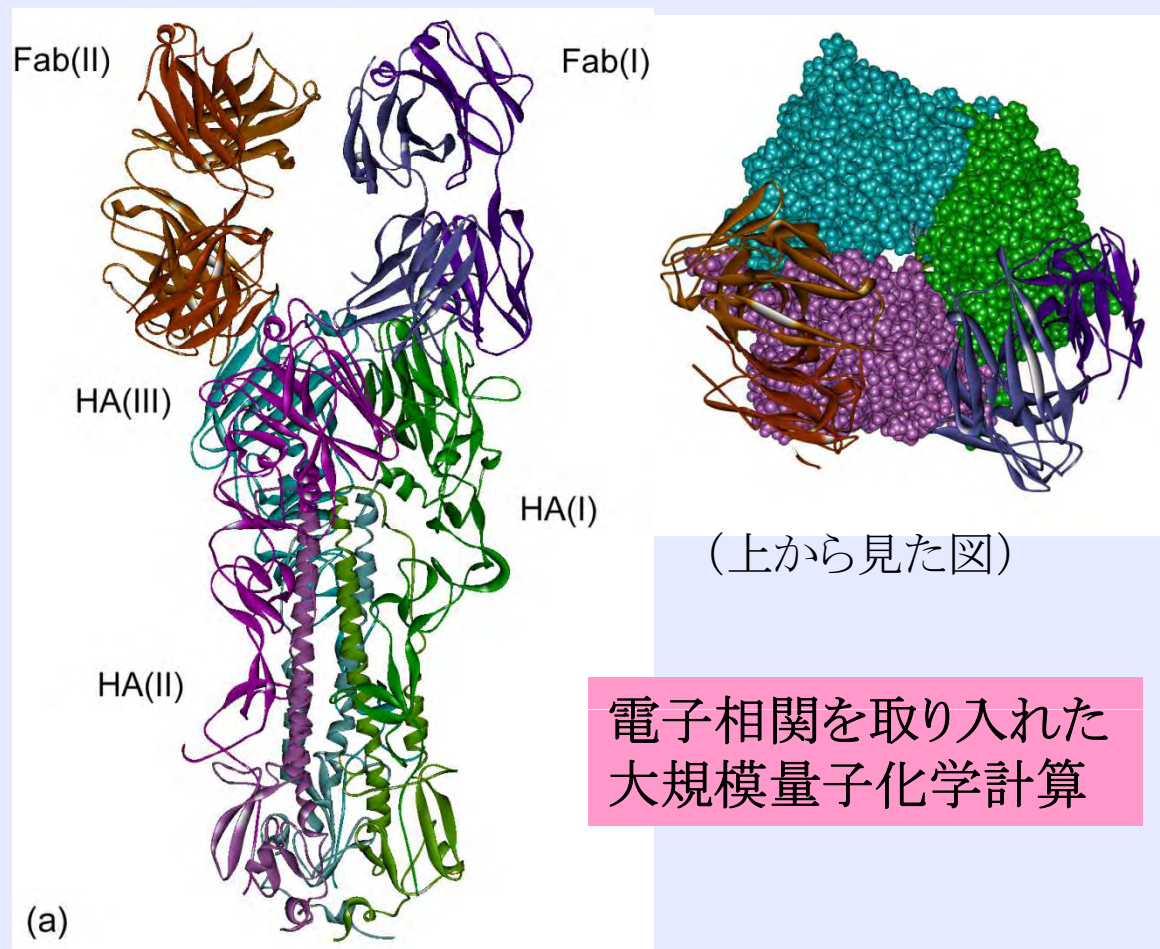 Fab(II)
Fab(I)
HA(III)
HA(I)
HA(II)
(a)
（上から見た図）
電子相関を取り入れた
大規模量子化学計算